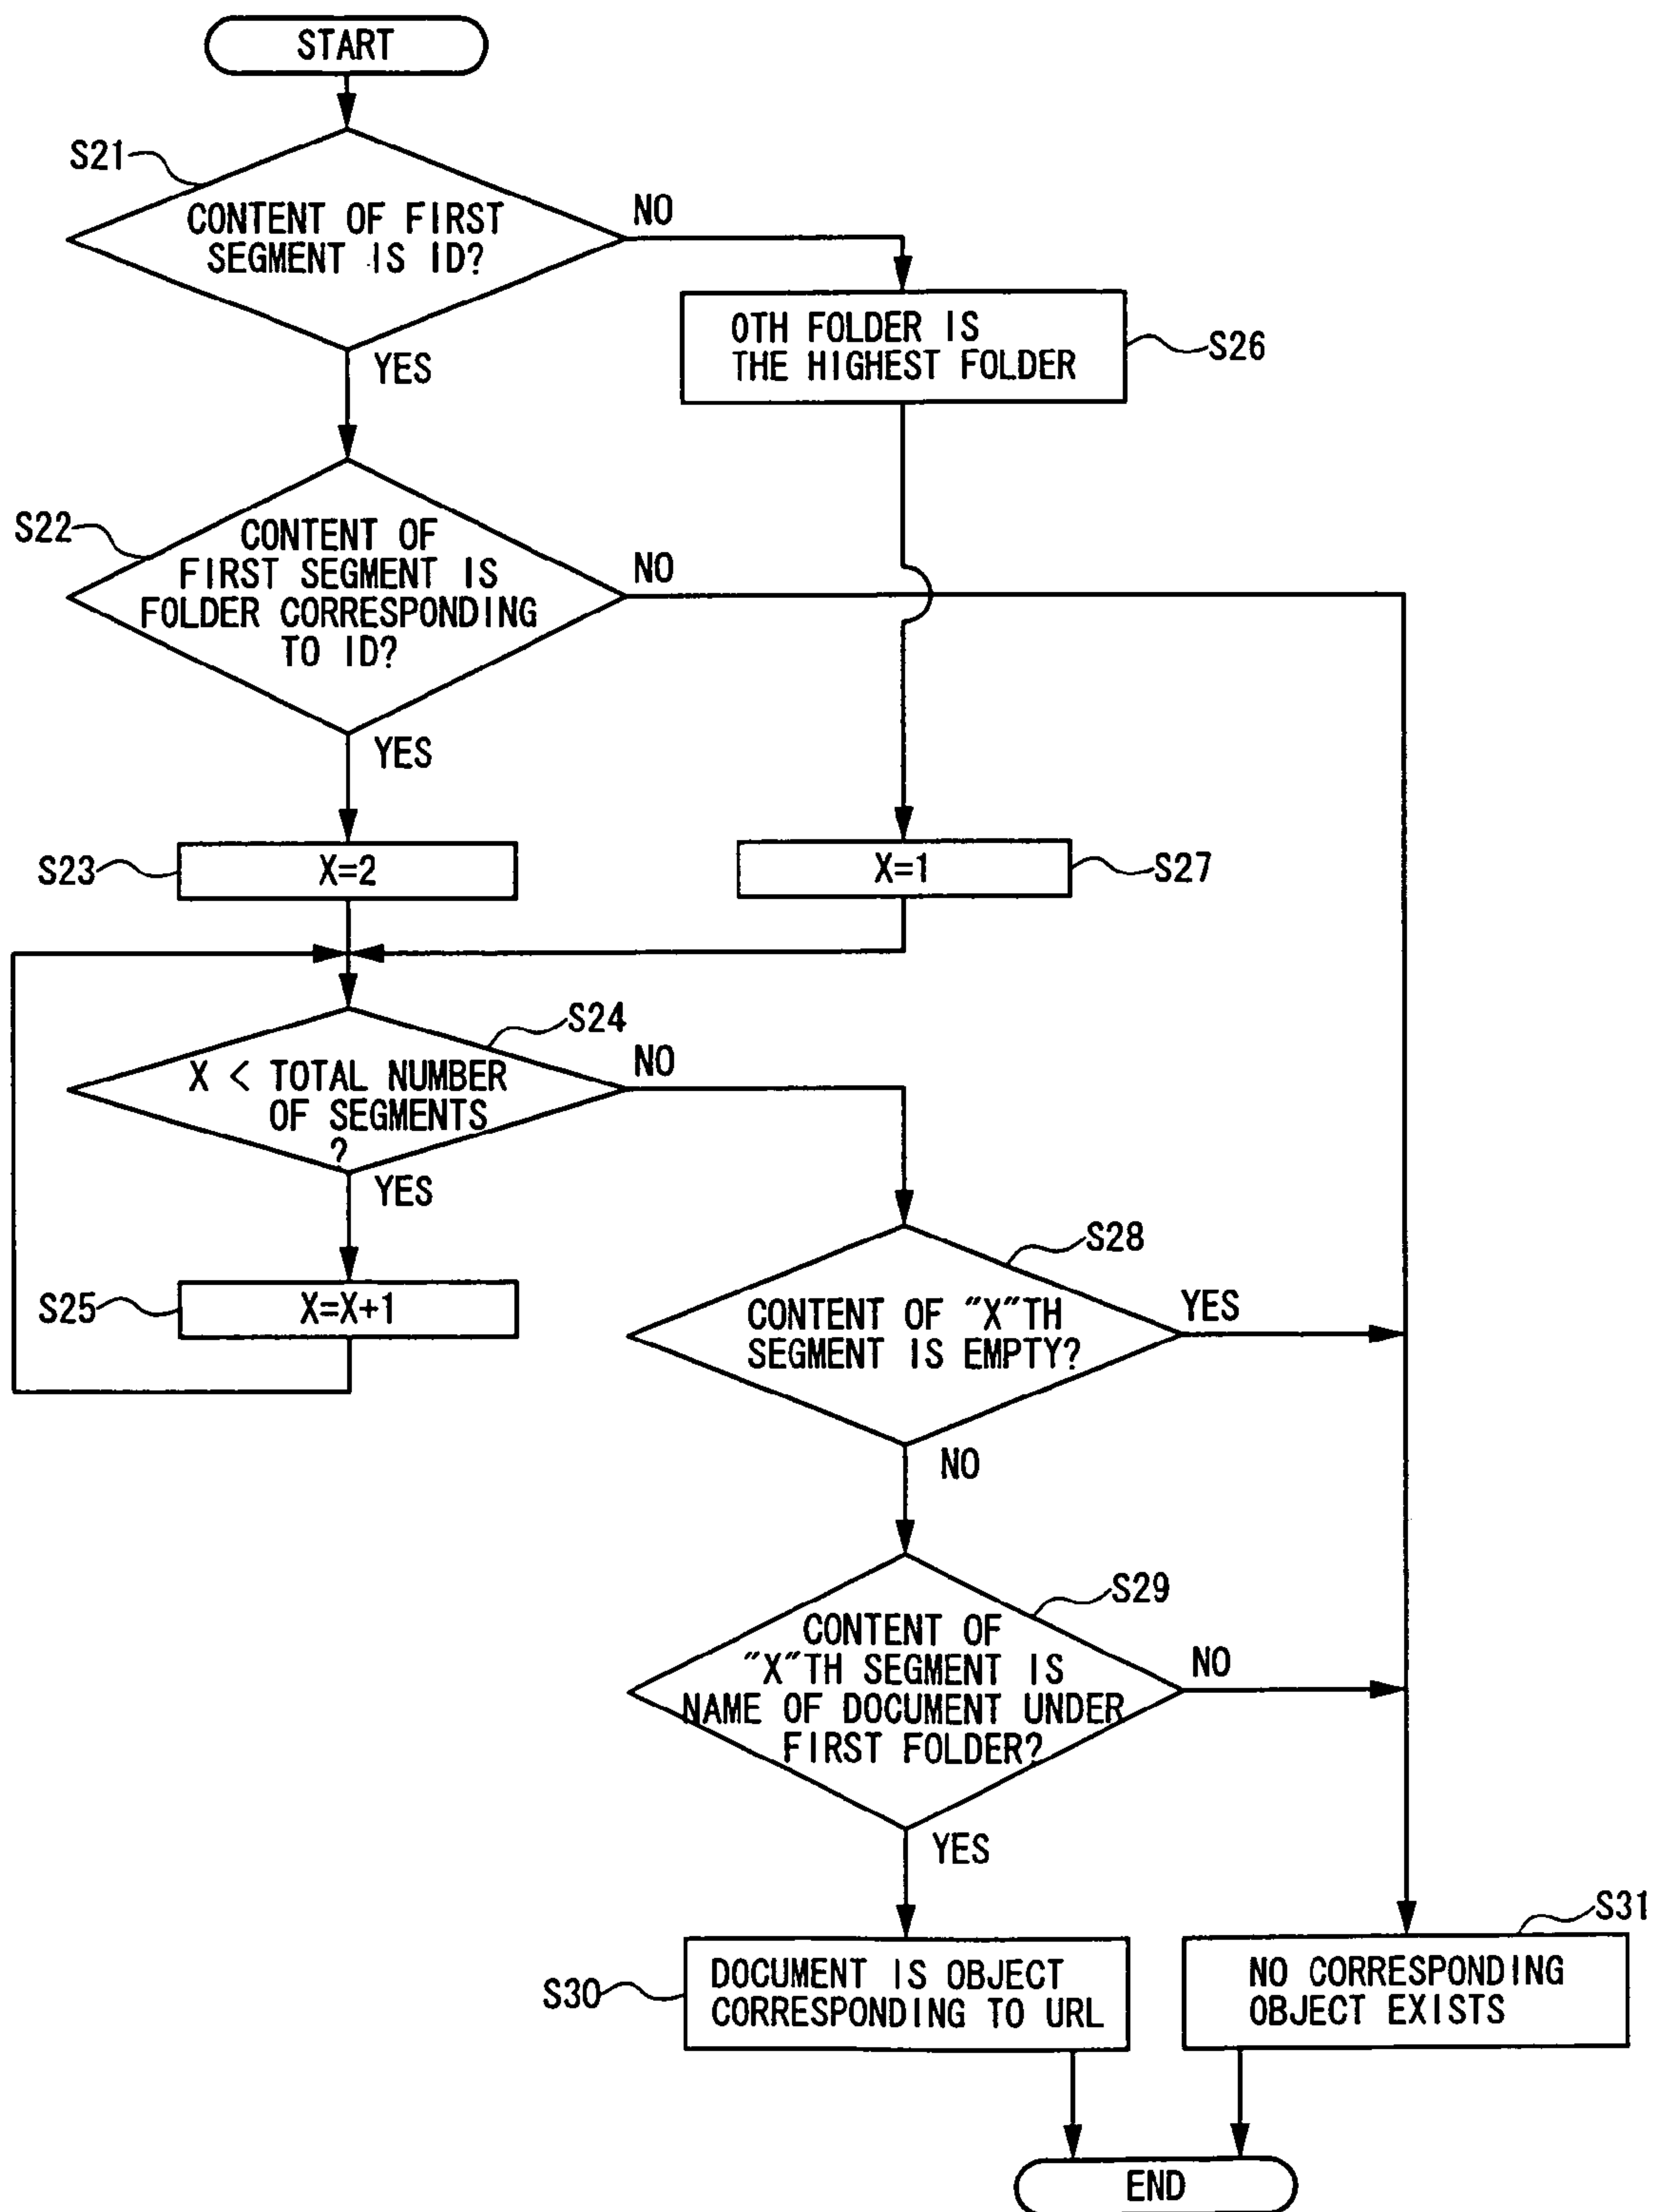 START
S21
CONTENT OF FIRST
SEGMENT IS ID?
NO
YES
0TH FOLDER IS
THE HIGHEST FOLDER
S26
S22
CONTENT OF
FIRST SEGMENT IS
FOLDER CORRESPONDING
TO ID?
NO
YES
S23
X=2
X=1
S27
S24
X < TOTAL NUMBER
OF SEGMENTS
?
NO
YES
S25
X=X+1
S28
CONTENT OF "X"TH
SEGMENT IS EMPTY?
YES
NO
S29
CONTENT OF
"X"TH SEGMENT IS
NAME OF DOCUMENT UNDER
FIRST FOLDER?
NO
YES
S30
DOCUMENT IS OBJECT
CORRESPONDING TO URL
S31
NO CORRESPONDING
OBJECT EXISTS
END